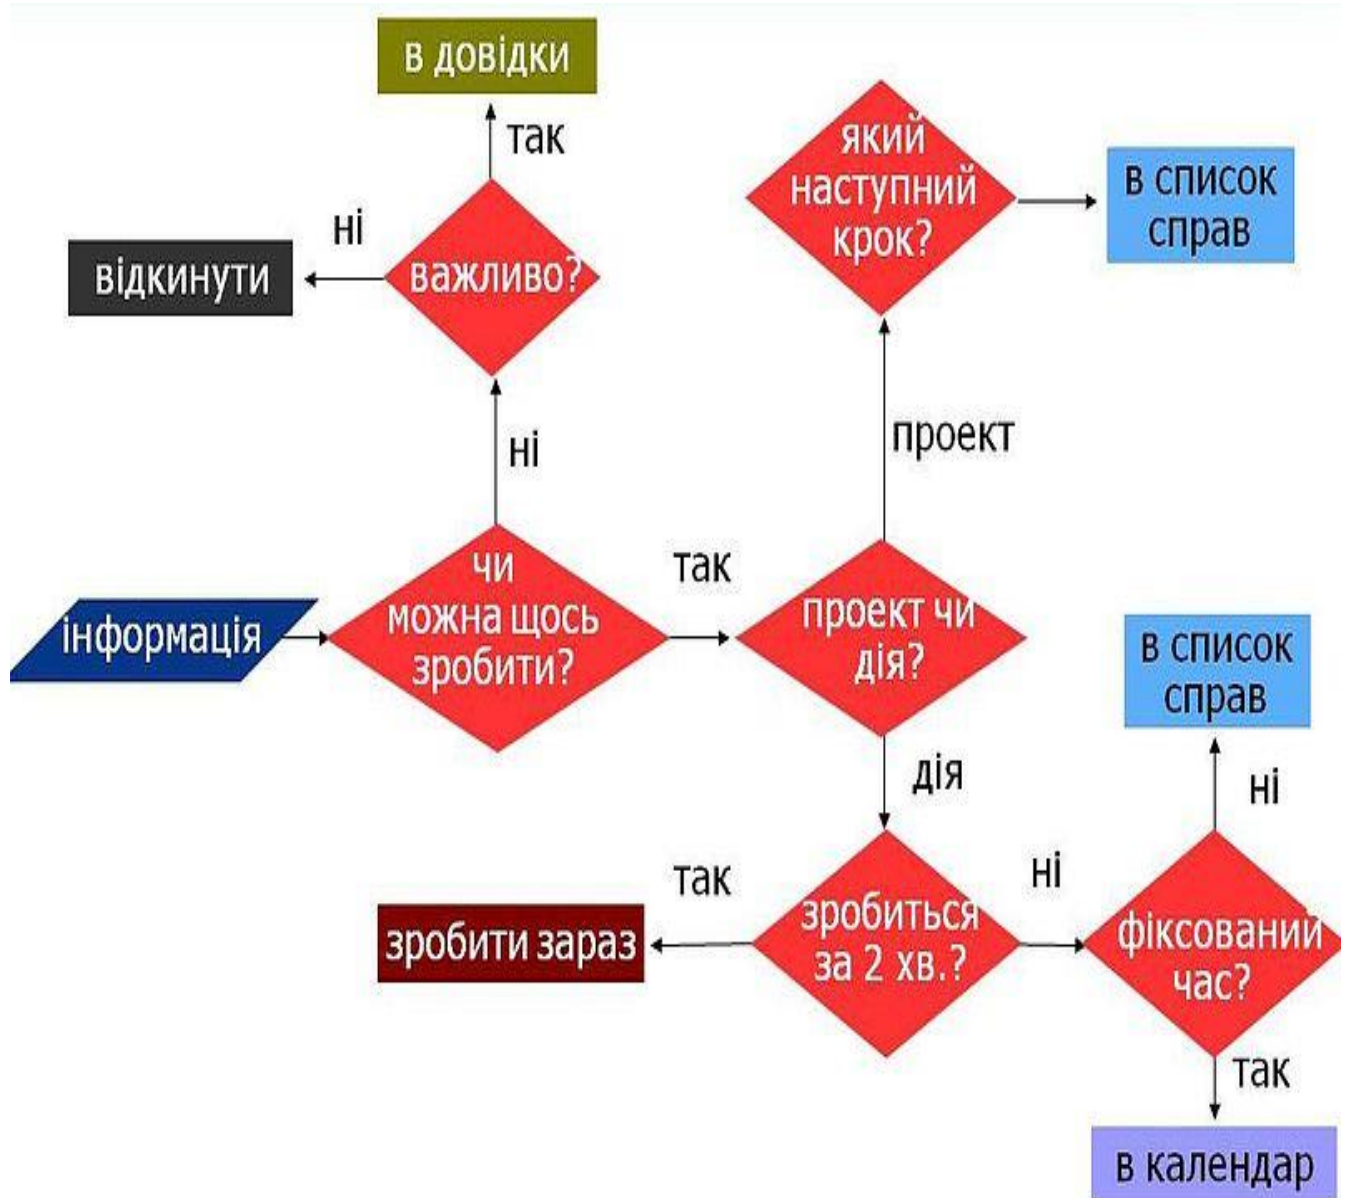 в довідки
так
який
наступний
крок?
в список
справ
ні
відкинути
важливо?
проект
ні
чи
можна щось
зробити?
так
інформація
проект чи
дія?
в список
справ
дія
ні
так
ні
зробити зараз
зробиться
за 2 хв.?
фіксований
час?
так
в календар